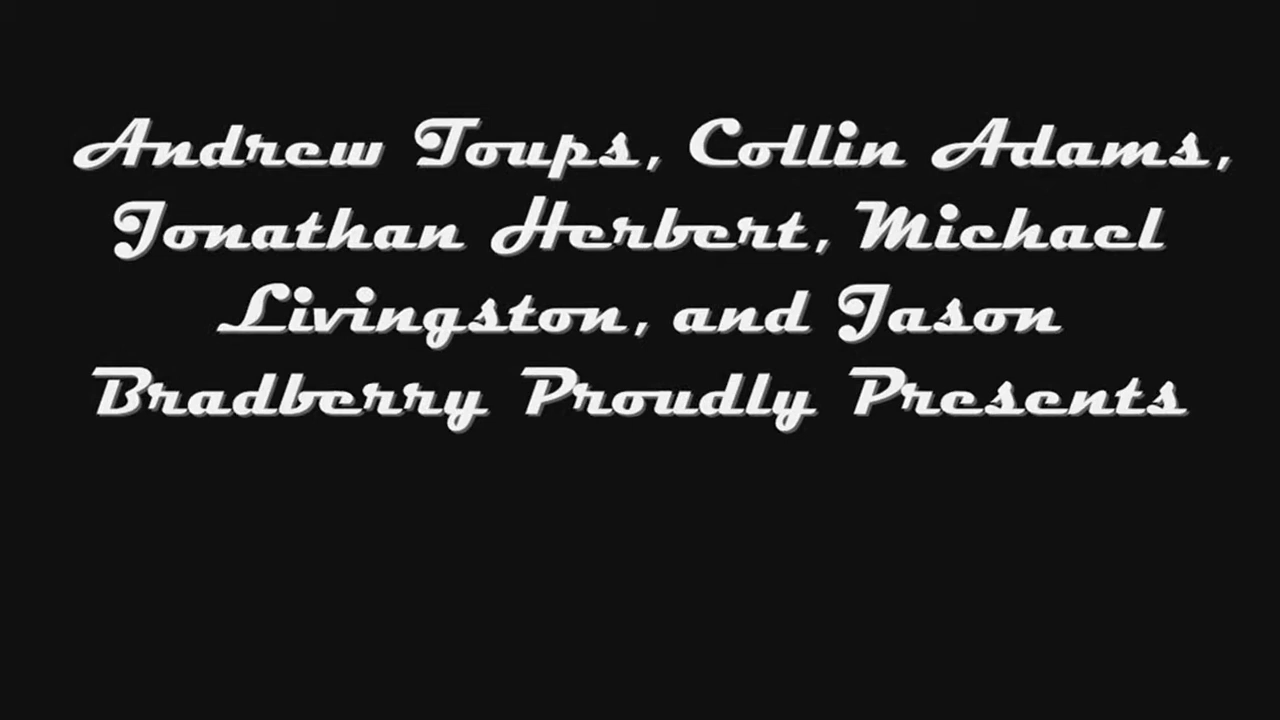 Andrew Toups, Collin Adams,
Jonathan Herbert, Michael
Livingston, and Jason
Bradberry Proudly Presents